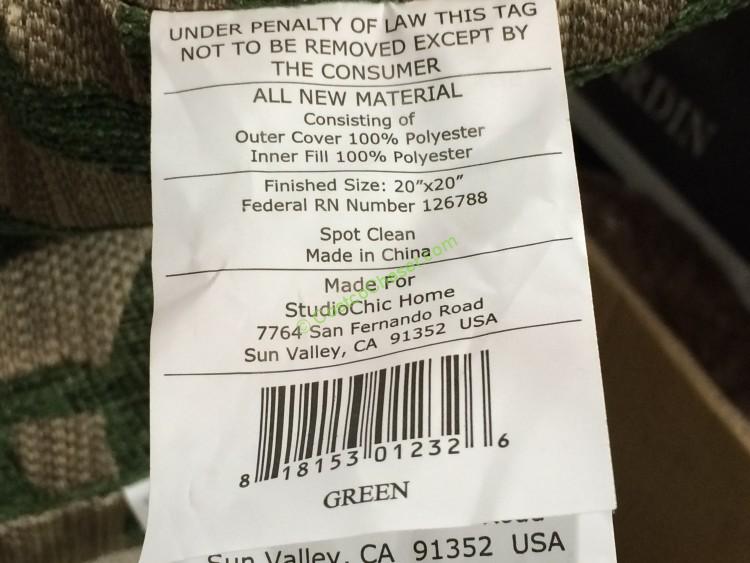 UNDER PENALTY OF LAW THIS TAG
NOT TO BE REMOVED EXCEPT BY
THE CONSUMER
ALL NEW MATERIAL
Consisting of
Outer Cover 100% Polyester
Inner Fill 100% Polyester
Finished Size: 20"x20"
Federal RN Number 126788
Spot Clean
Made in China
Made For
StudioChic Home
7764 San Fernando Road
Sun Valley, CA 91352 USA
© CostcoChaser.com
8 18153 01232 6
GREEN
Road
Sun Valley, CA 91352 USA